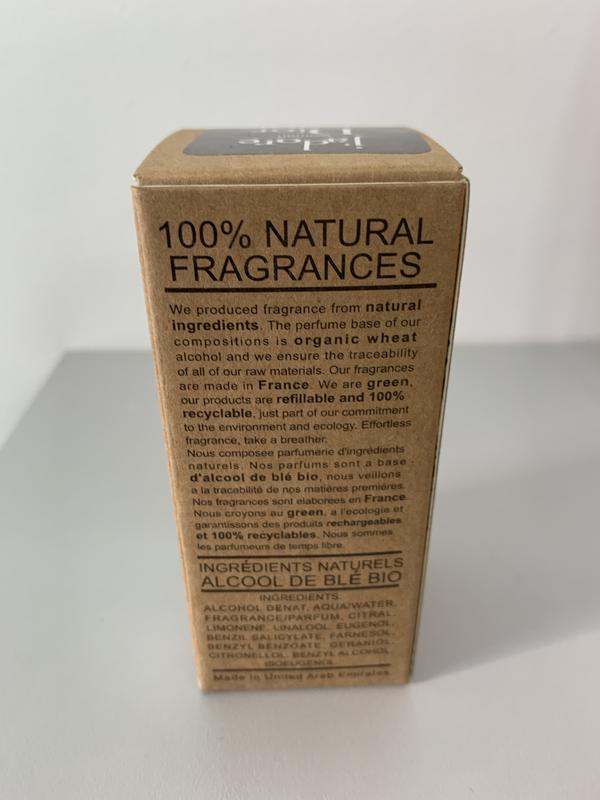 j'adore
Dior
100% NATURAL
FRAGRANCES
We produced fragrance from natural
ingredients. The perfume base of our
compositions is organic wheat
alcohol and we ensure the traceability
of all of our raw materials. Our fragrances
are made in France. We are green,
our products are refillable and 100%
recyclable, just part of our commitment
to the environment and ecology. Effortless
fragrance, take a breather.
Nous composee parfumerie d'ingrédients
naturels. Nos parfums sont a base
d'alcool de blé bio, nous veillons
a la tracabilité de nos matières premières.
Nos fragrances sont elaborées en France.
Nous croyons au green, a l'ecologie et
garantissons des produits rechargeables
et 100% recyclables. Nous sommes
les parfumeurs de temps libre.
INGRÉDIENTS NATURELS
ALCOOL DE BLÉ BIO
INGREDIENTS:
ALCOHOL DENAT, AQUA/WATER,
FRAGRANCE/PARFUM, CITRAL,
LIMONENE, LINALOOL, EUGENOL,
BENZIL SALICYLATE, FARNESOL,
BENZYL BENZOATE, GERANIOL,
CITRONELLOL, BENZYL ALCOHOL
ISOEUGENOL
Made in United Arab Emirates